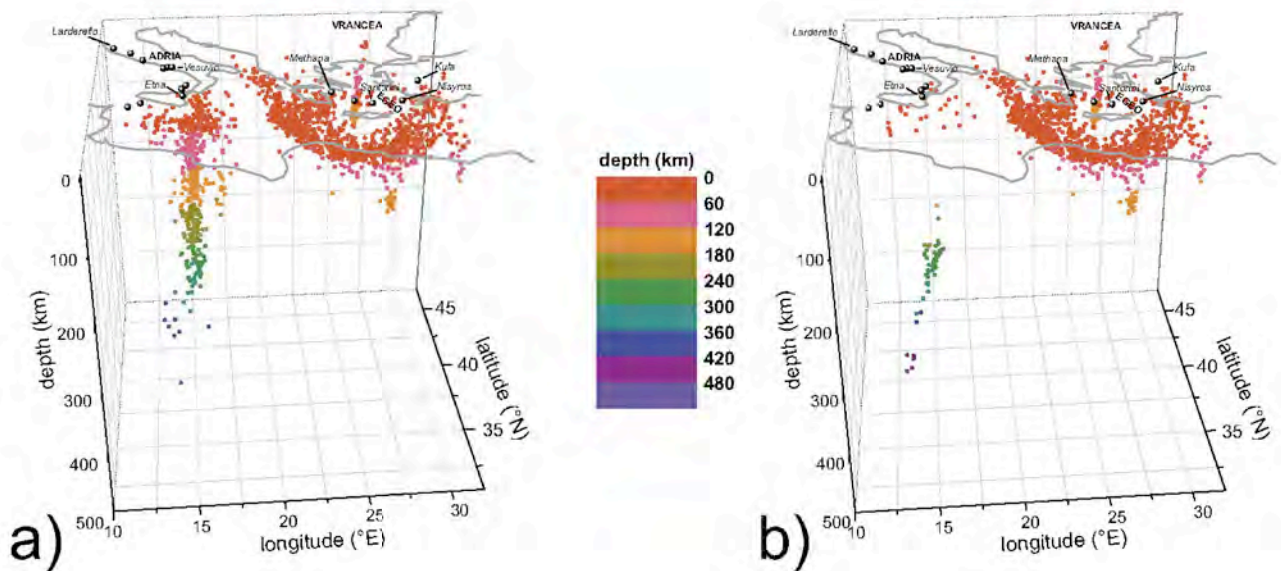 VRANCEA
Larderello
ADRIA
Vesuvio
Methana
Kula
Etna
Santorini
EGEO
Nisyros
0
100
200
300
400
500
depth (km)
10
15
20
25
30
longitude (°E)
45
40
35
latitude (°N)
a)
depth (km)
0
60
120
180
240
300
360
420
480
VRANCEA
Larderello
ADRIA
Vesuvio
Methana
Kula
Etna
Santorini
EGEO
Nisyros
0
100
200
300
400
500
depth (km)
10
15
20
25
30
longitude (°E)
45
40
35
latitude (°N)
b)